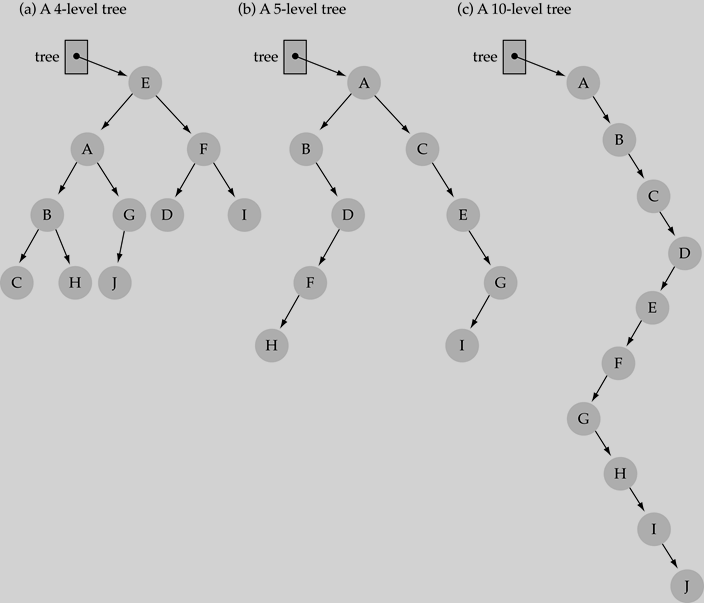 (a) A 4-level tree
(b) A 5-level tree
(c) A 10-level tree
tree
E
A
F
B
G
D
I
C
H
J
tree
A
B
C
D
E
F
G
H
I
tree
A
B
C
D
E
F
G
H
I
J